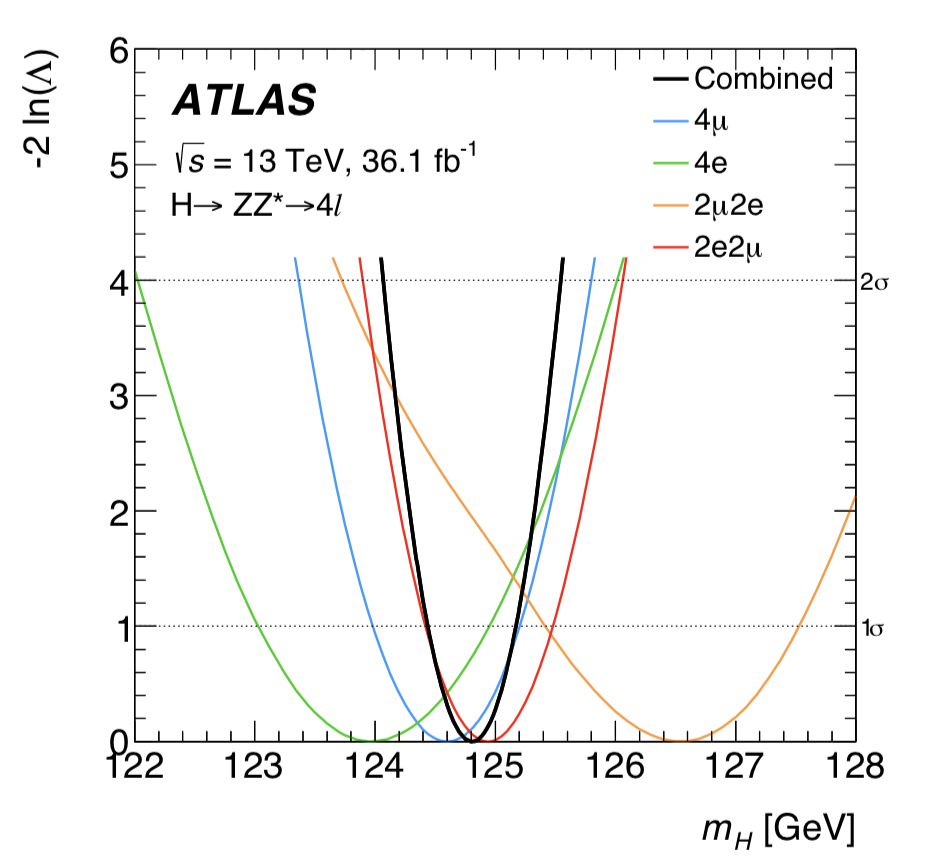 -2 ln(Λ)
6
5
4
3
2
1
0
ATLAS
√s = 13 TeV, 36.1 fb⁻¹
H→ ZZ*→4l
Combined
4μ
4e
2μ2e
2e2μ
2σ
1σ
122 123 124 125 126 127 128
m_H [GeV]